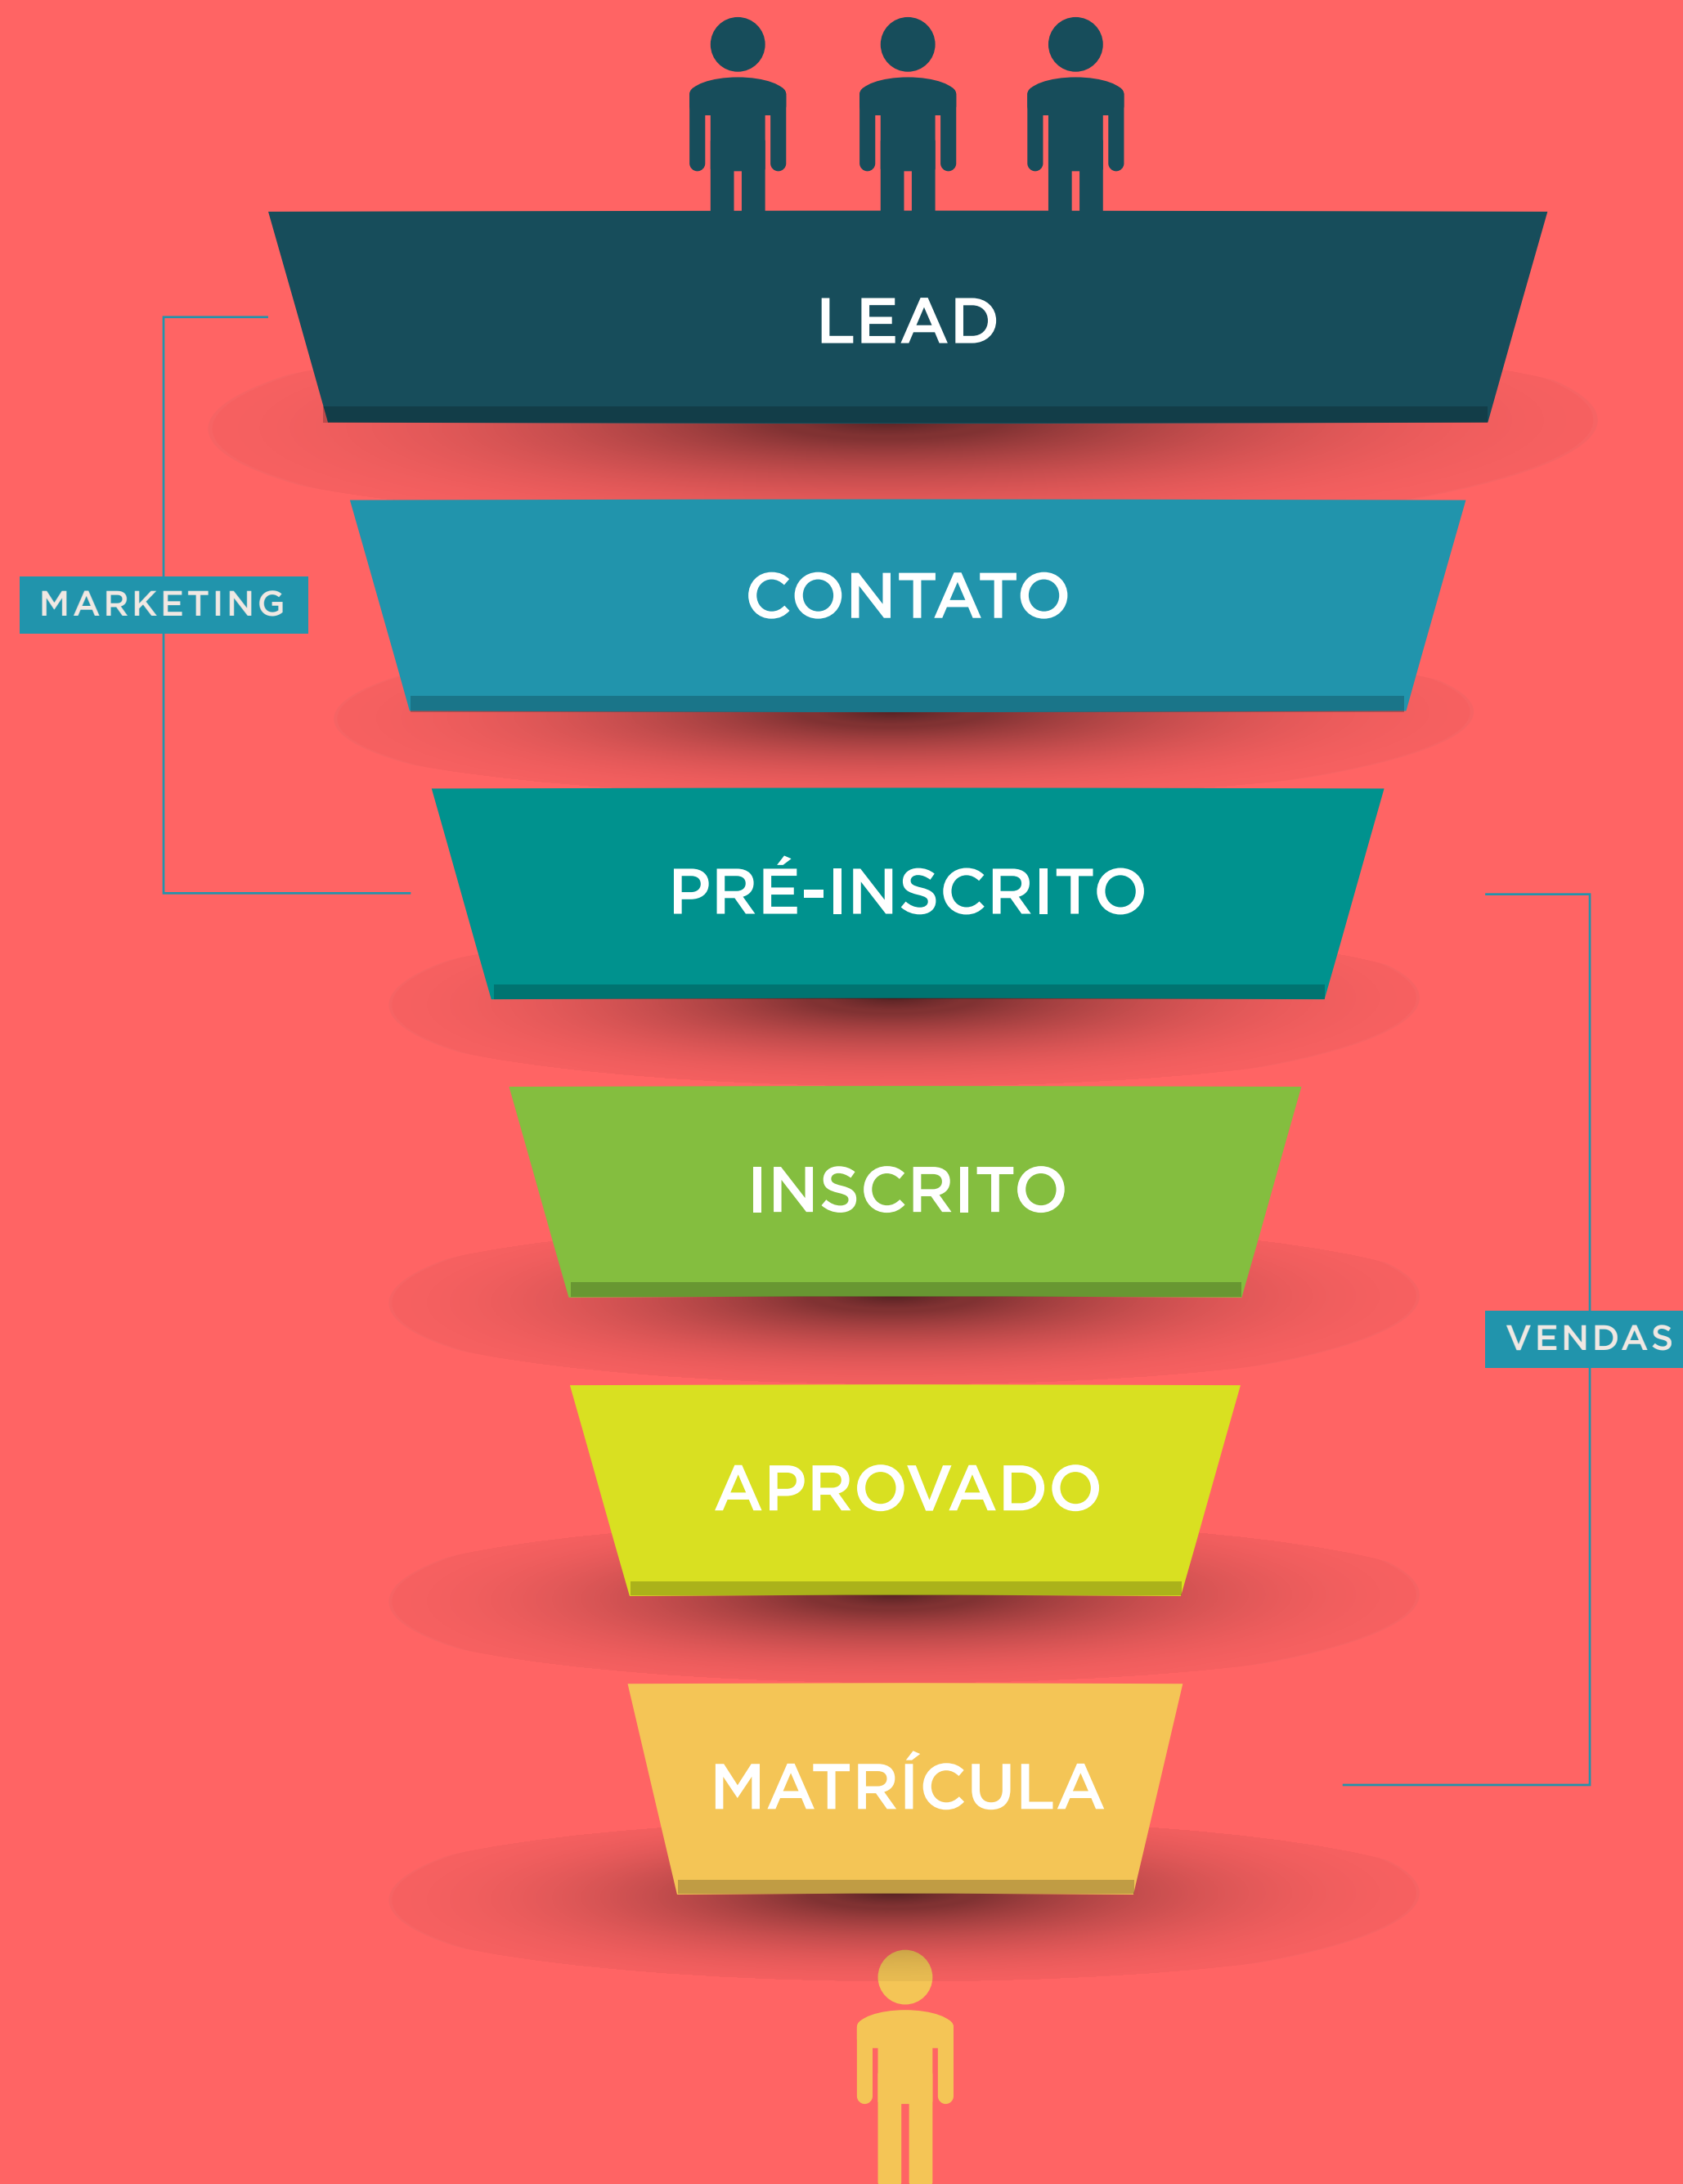 LEAD
CONTATO
MARKETING
PRÉ-INSCRITO
INSCRITO
VENDAS
APROVADO
MATRÍCULA